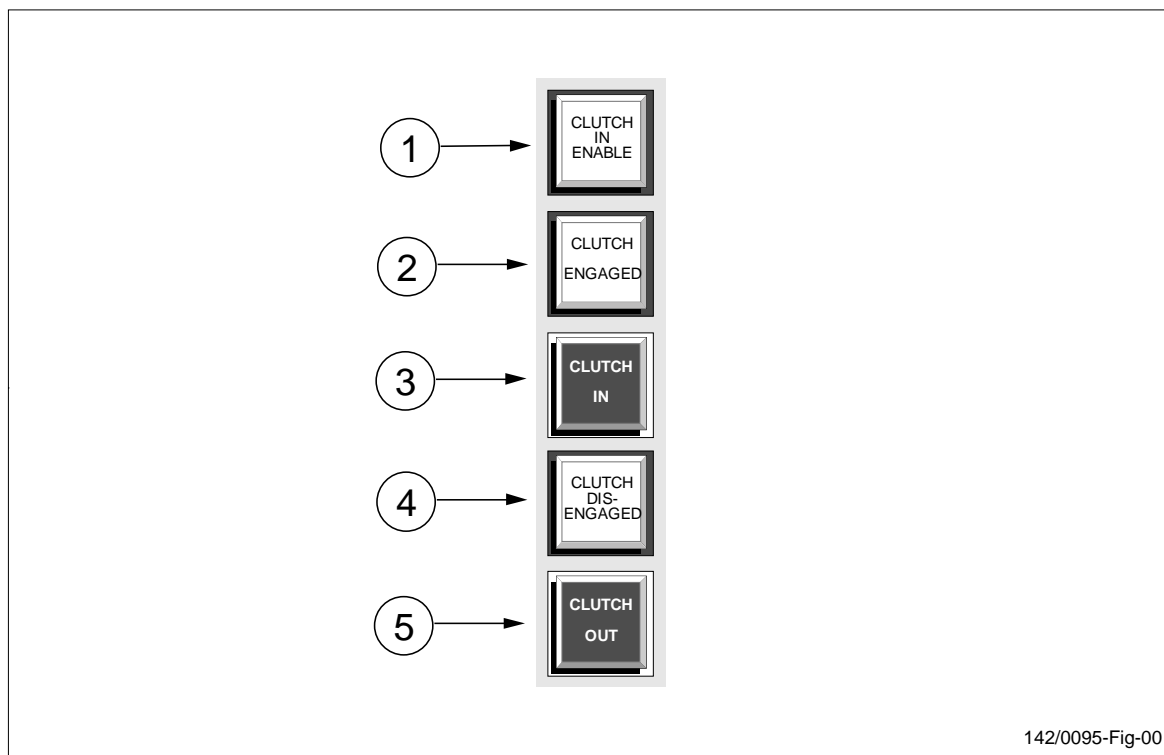 1
CLUTCH
IN
ENABLE
2
CLUTCH
ENGAGED
3
CLUTCH
IN
4
CLUTCH
DIS-
ENGAGED
5
CLUTCH
OUT
142/0095-Fig-00